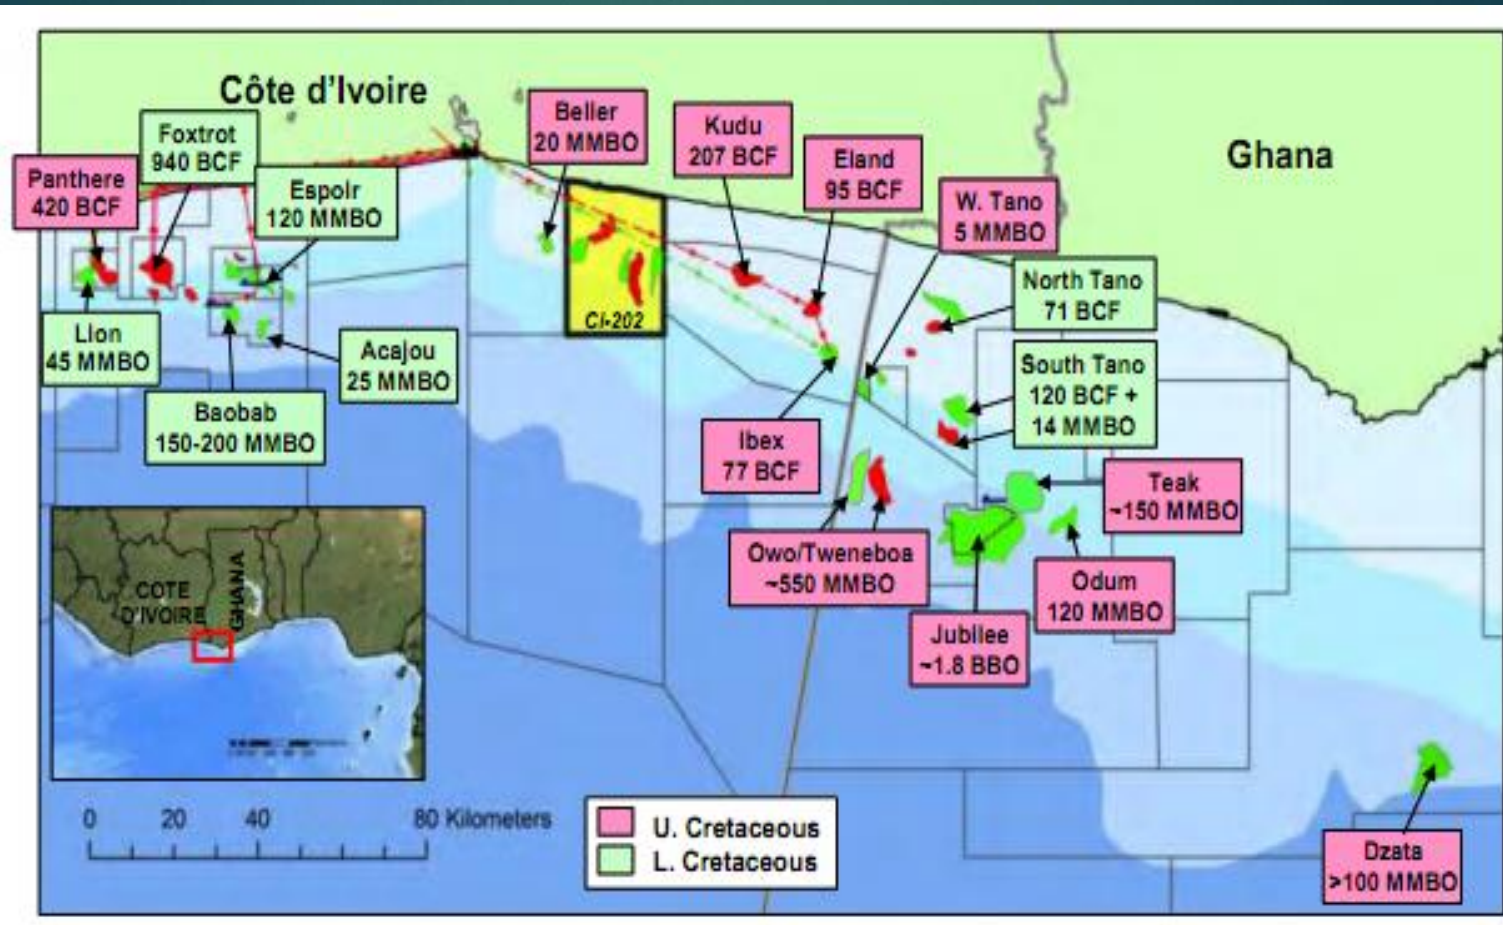 Côte d'Ivoire
Ghana
Foxtrot
940 BCF
Panthere
420 BCF
Espoir
120 MMBO
Beller
20 MMBO
Kudu
207 BCF
Eland
95 BCF
W. Tano
5 MMBO
North Tano
71 BCF
Lion
45 MMBO
Acajou
25 MMBO
Baobab
150-200 MMBO
CI-202
South Tano
120 BCF +
14 MMBO
Ibex
77 BCF
Teak
~150 MMBO
Owo/Tweneboa
~550 MMBO
Odum
120 MMBO
Jubilee
~1.8 BBO
Dzata
>100 MMBO
COTE
D'IVOIRE
GHANA
0 20 40 80 Kilometers
U. Cretaceous
L. Cretaceous